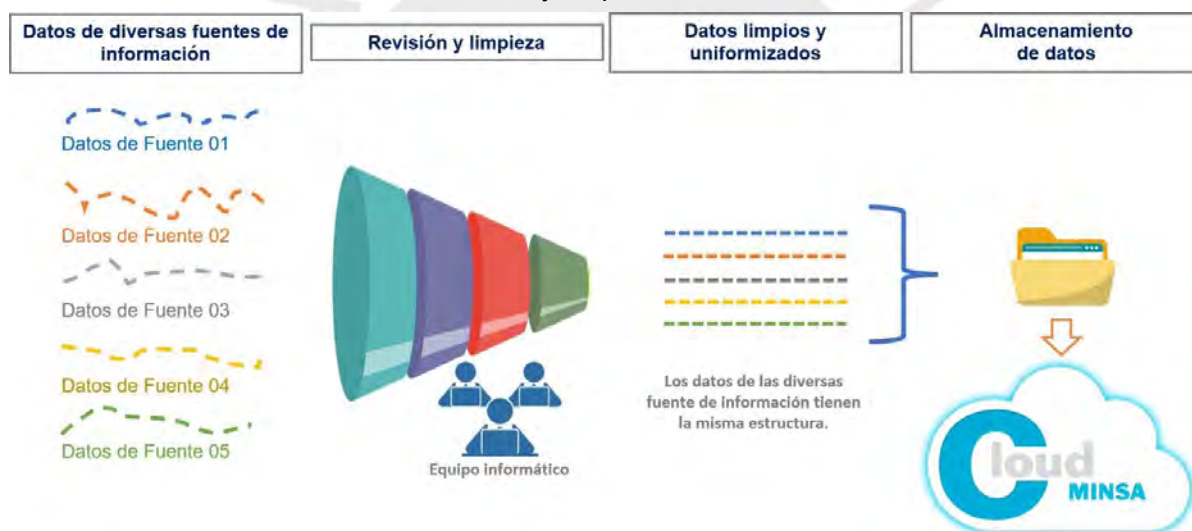 Datos de diversas fuentes de
información
Revisión y limpieza
Datos limpios y
uniformizados
Almacenamiento
de datos
Datos de Fuente 01
Datos de Fuente 02
Datos de Fuente 03
Datos de Fuente 04
Datos de Fuente 05
Equipo informático
Los datos de las diversas
fuente de información tienen
la misma estructura.
Cloud
MINSA